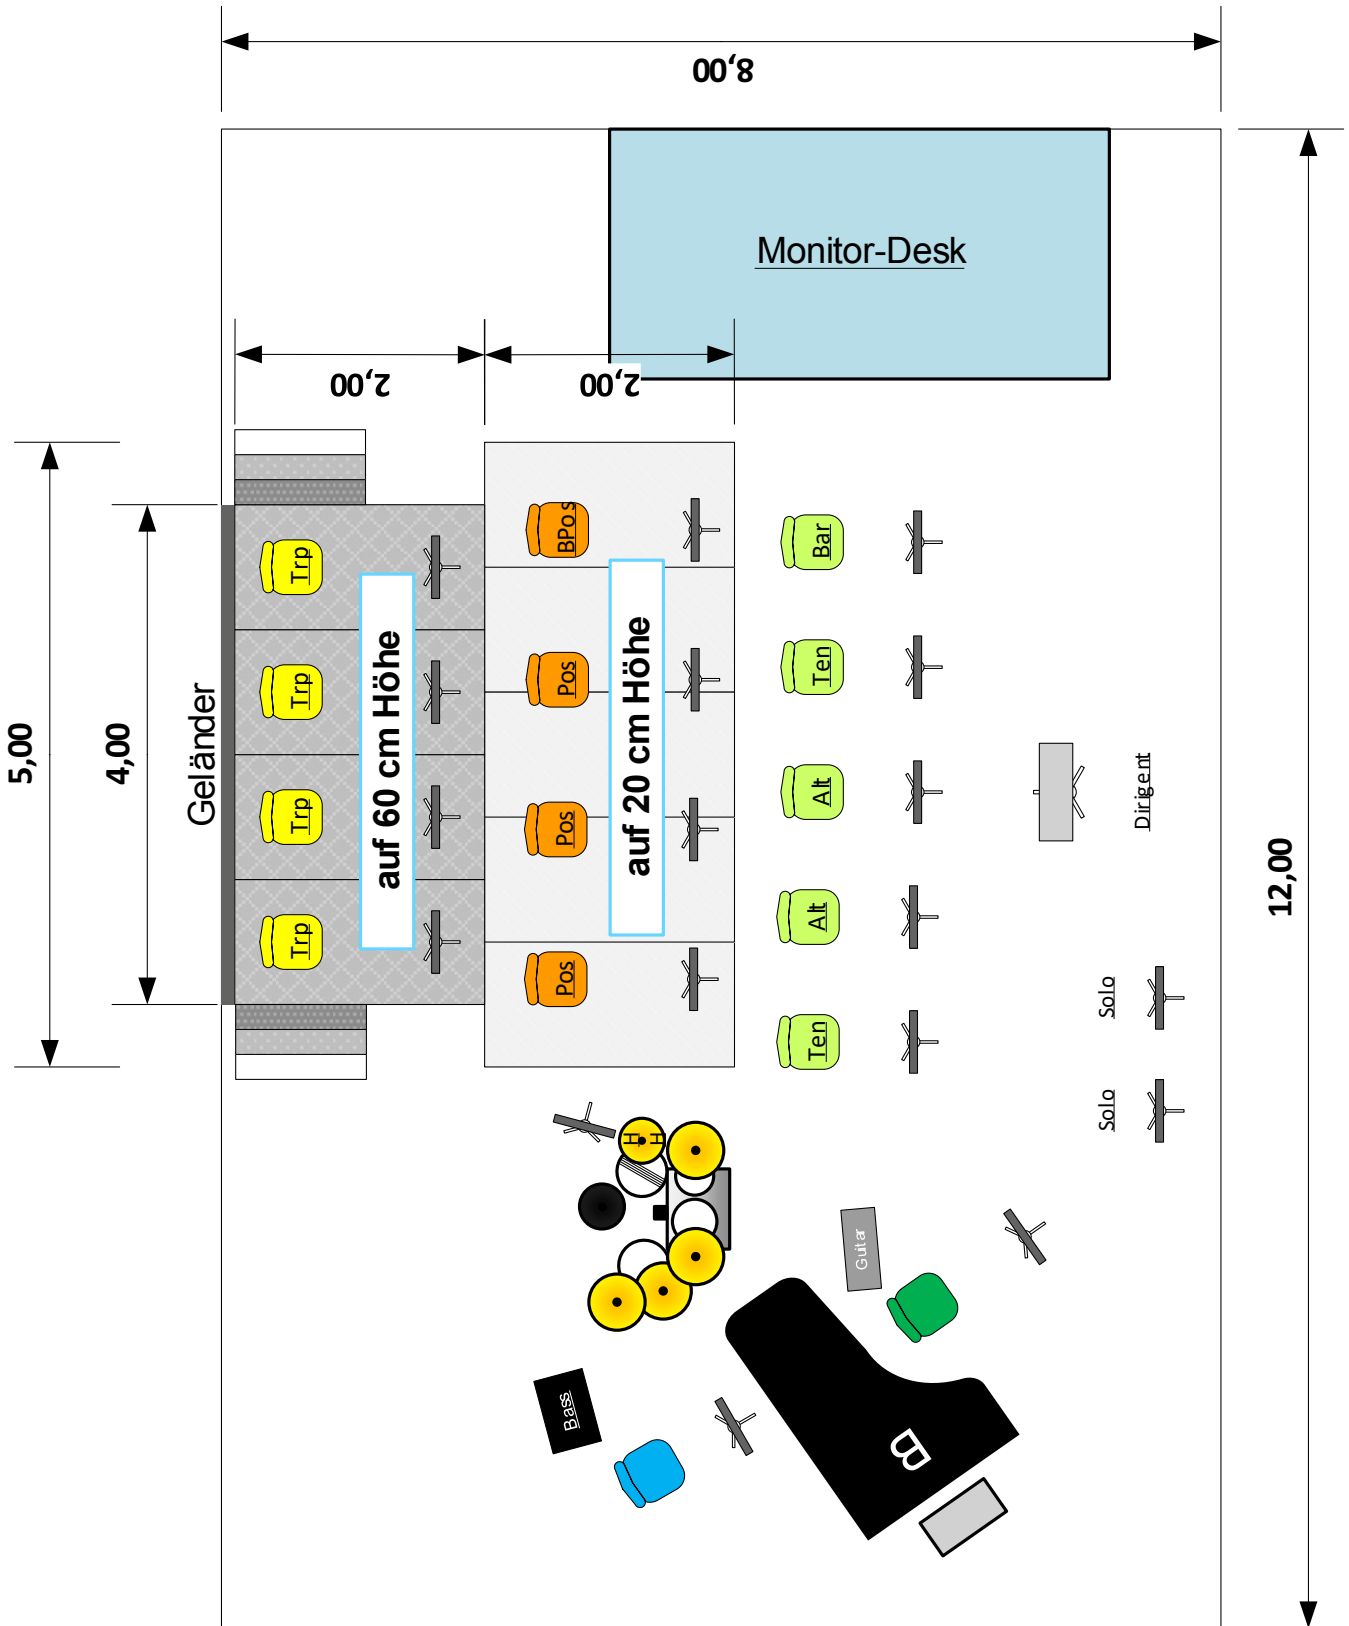 8,00
Monitor-Desk
2,00
2,00
5,00
4,00
Geländer
Trp
Trp
Trp
Trp
auf 60 cm Höhe
BPos
Pos
Pos
Pos
auf 20 cm Höhe
Bar
Ten
Alt
Alt
Ten
Dirigent
12,00
Solo
Solo
H H
Guitar
Bass
B